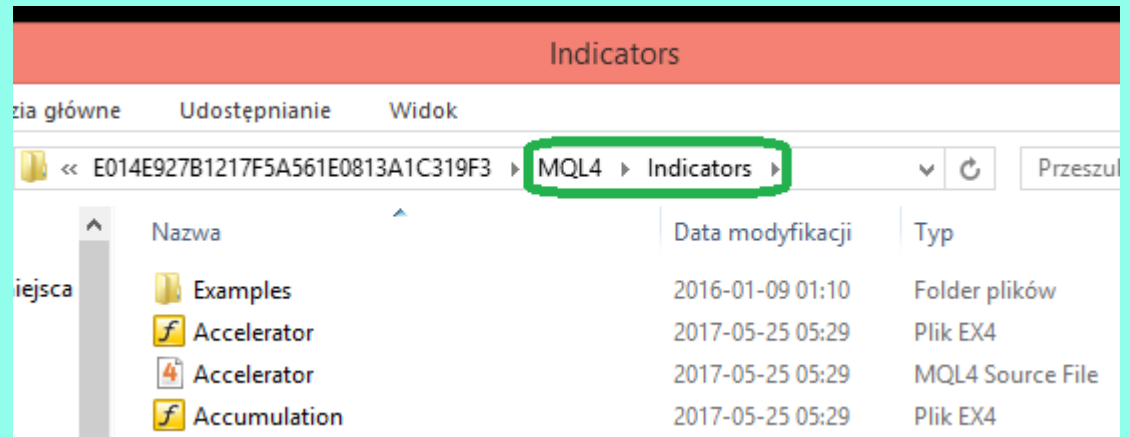 Indicators
zia główne Udostępnianie Widok
« E014E927B1217F5A561E0813A1C319F3 MQL4 Indicators Przeszul
Nazwa Data modyfikacji Typ
iejsca Examples 2016-01-09 01:10 Folder plików
Accelerator 2017-05-25 05:29 Plik EX4
4 Accelerator 2017-05-25 05:29 MQL4 Source File
Accumulation 2017-05-25 05:29 Plik EX4